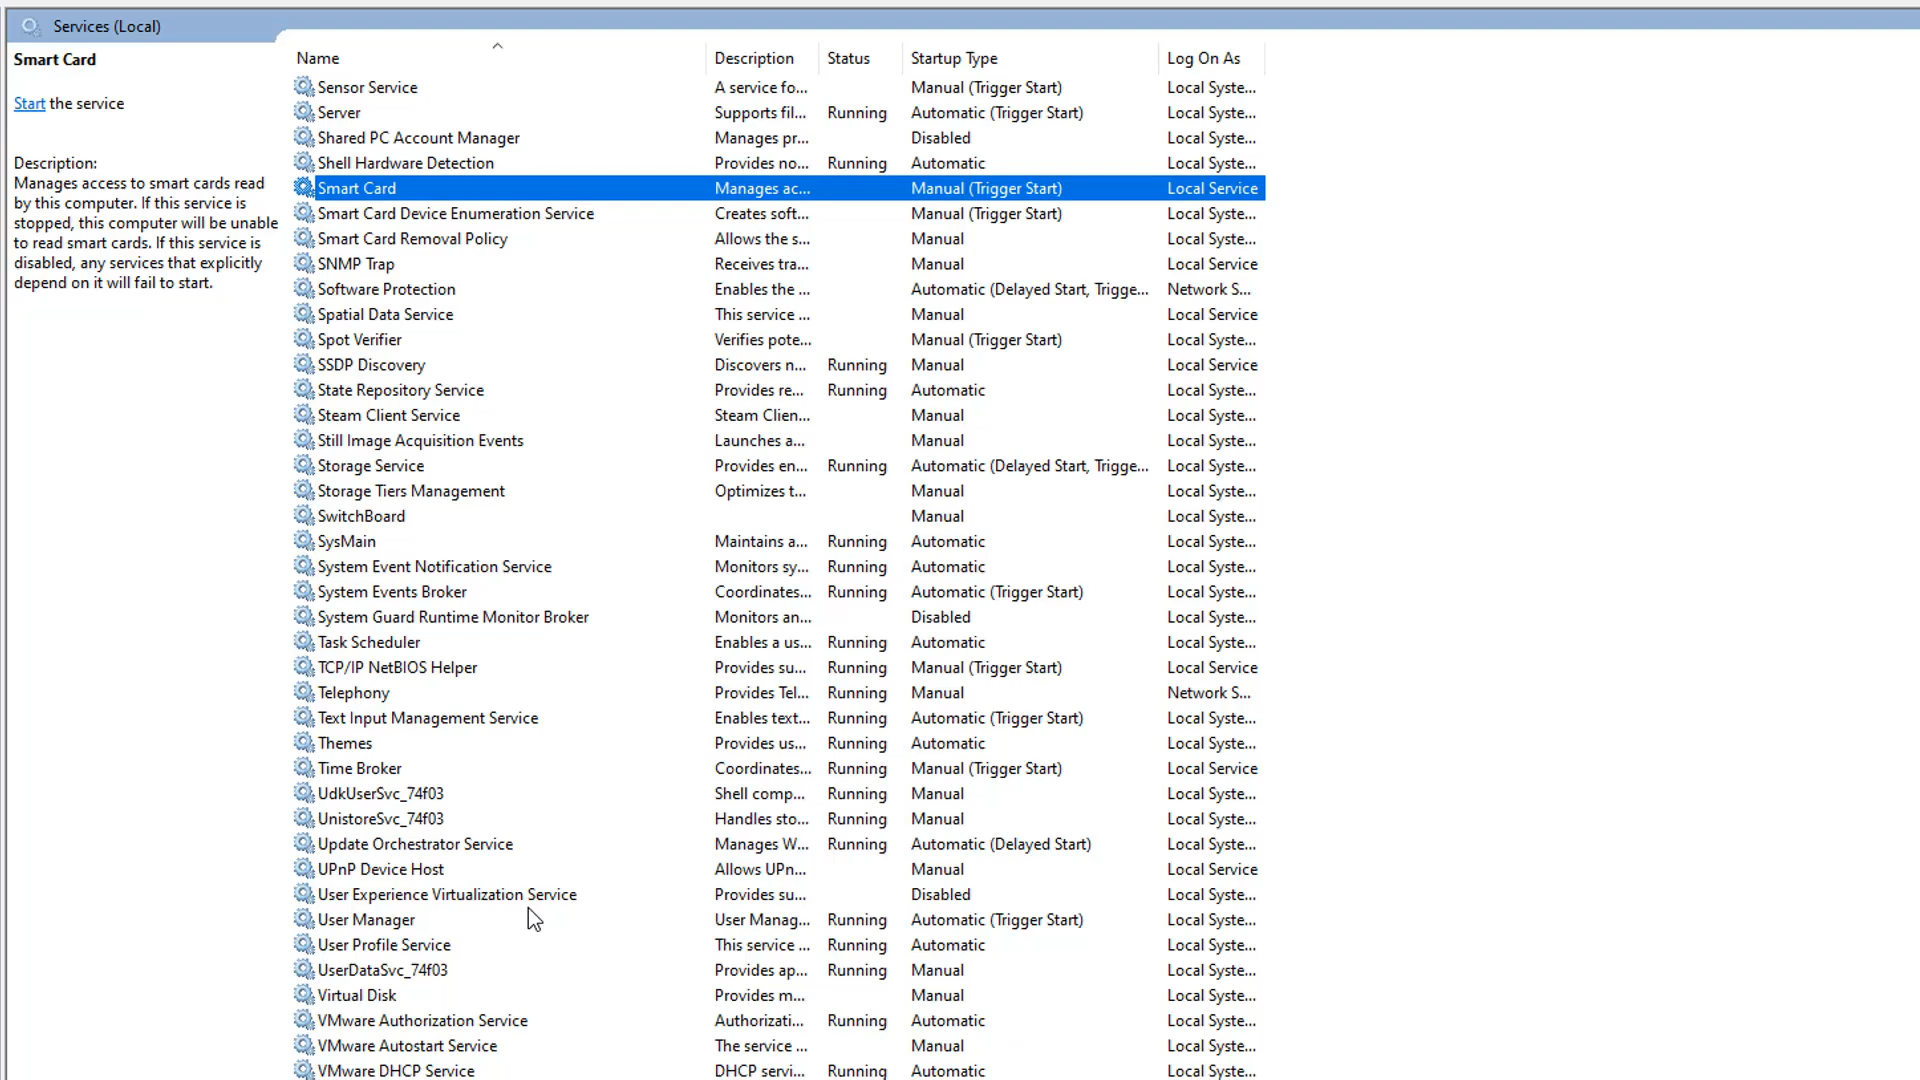 Services (Local)
Smart Card
Start the service
Description:
Manages access to smart cards read
by this computer. If this service is
stopped, this computer will be unable
to read smart cards. If this service is
disabled, any services that explicitly
depend on it will fail to start.
Name Description Status Startup Type Log On As
Sensor Service A service fo... Manual (Trigger Start) Local Syste...
Server Supports fil... Running Automatic (Trigger Start) Local Syste...
Shared PC Account Manager Manages pr... Disabled Local Syste...
Shell Hardware Detection Provides no... Running Automatic Local Syste...
Smart Card Manages ac... Manual (Trigger Start) Local Service
Smart Card Device Enumeration Service Creates soft... Manual (Trigger Start) Local Syste...
Smart Card Removal Policy Allows the s... Manual Local Syste...
SNMP Trap Receives tra... Manual Local Service
Software Protection Enables the ... Automatic (Delayed Start, Trigge... Network S...
Spatial Data Service This service ... Manual Local Service
Spot Verifier Verifies pote... Manual (Trigger Start) Local Syste...
SSDP Discovery Discovers n... Running Manual Local Service
State Repository Service Provides re... Running Automatic Local Syste...
Steam Client Service Steam Clien... Manual Local Syste...
Still Image Acquisition Events Launches a... Manual Local Syste...
Storage Service Provides en... Running Automatic (Delayed Start, Trigge... Local Syste...
Storage Tiers Management Optimizes t... Manual Local Syste...
SwitchBoard Manual Local Syste...
SysMain Maintains a... Running Automatic Local Syste...
System Event Notification Service Monitors sy... Running Automatic Local Syste...
System Events Broker Coordinates... Running Automatic (Trigger Start) Local Syste...
System Guard Runtime Monitor Broker Monitors an... Disabled Local Syste...
Task Scheduler Enables a us... Running Automatic Local Syste...
TCP/IP NetBIOS Helper Provides su... Running Manual (Trigger Start) Local Service
Telephony Provides Tel... Running Manual Network S...
Text Input Management Service Enables text... Running Automatic (Trigger Start) Local Syste...
Themes Provides us... Running Automatic Local Syste...
Time Broker Coordinates... Running Manual (Trigger Start) Local Service
UdkUserSvc_74f03 Shell comp... Running Manual Local Syste...
UnistoreSvc_74f03 Handles sto... Running Manual Local Syste...
Update Orchestrator Service Manages W... Running Automatic (Delayed Start) Local Syste...
UPnP Device Host Allows UPn... Manual Local Service
User Experience Virtualization Service Provides su... Disabled Local Syste...
User Manager User Manag... Running Automatic (Trigger Start) Local Syste...
User Profile Service This service ... Running Automatic Local Syste...
UserDataSvc_74f03 Provides ap... Running Manual Local Syste...
Virtual Disk Provides m... Manual Local Syste...
VMware Authorization Service Authorizati... Running Automatic Local Syste...
VMware Autostart Service The service ... Manual Local Syste...
VMware DHCP Service DHCP servi... Running Automatic Local Syste...